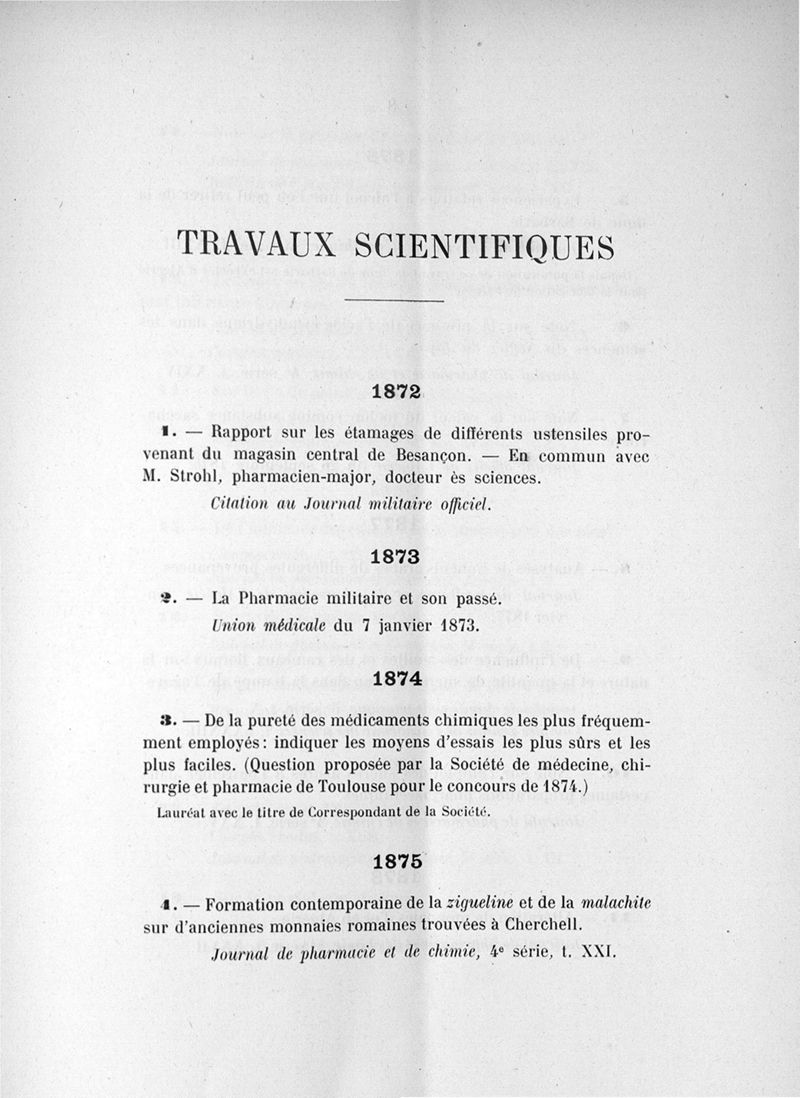 TRAVAUX SCIENTIFIQUES
1872
1. — Rapport sur les étamages de différents ustensiles pro-
venant du magasin central de Besançon. — En commun avec
M. Strohl, pharmacien-major, docteur ès sciences.
Citation au Journal militaire officiel.
1873
2. — La Pharmacie militaire et son passé.
Union médicale du 7 janvier 1873.
1874
3. — De la pureté des médicaments chimiques les plus fréquem-
ment employés : indiquer les moyens d'essais les plus sûrs et les
plus faciles. (Question proposée par la Société de médecine, chi-
rurgie et pharmacie de Toulouse pour le concours de 1874.)
Lauréat avec le titre de Correspondant de la Société.
1875
4. — Formation contemporaine de la zigueline et de la malachite
sur d'anciennes monnaies romaines trouvées à Cherchell.
Journal de pharmacie et de chimie, 4e série, t. XXI.